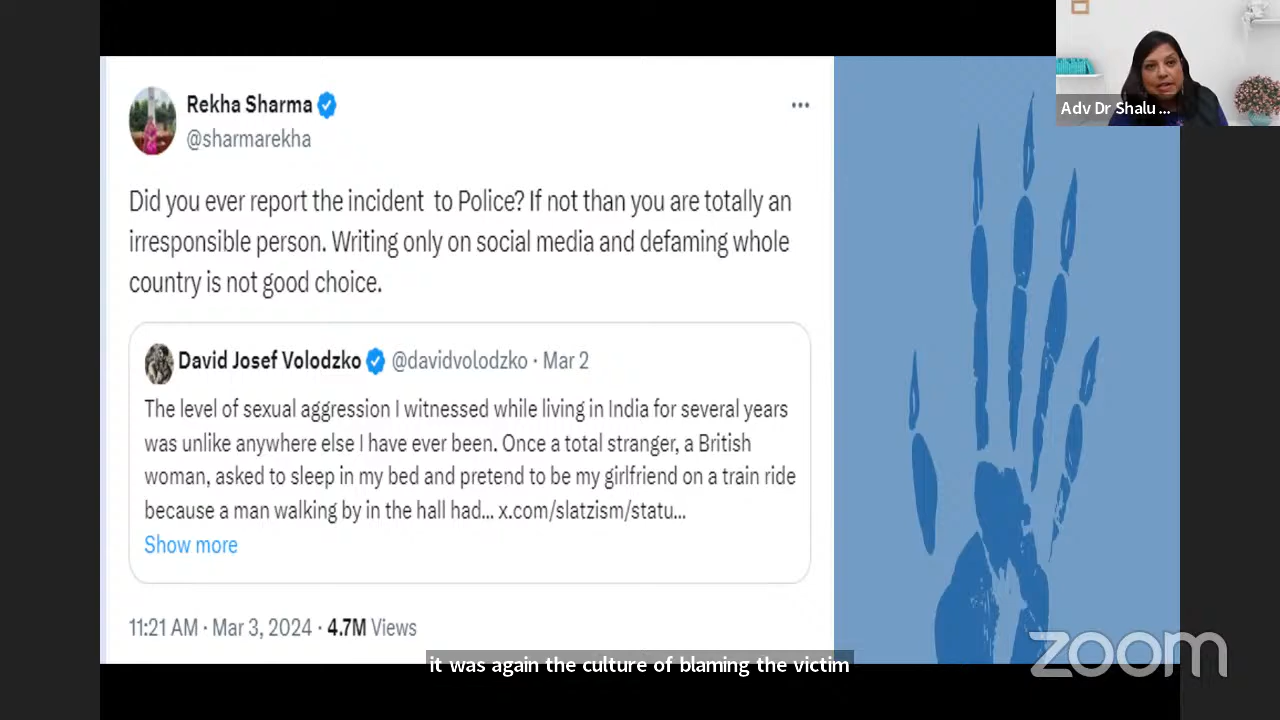 Rekha Sharma
@sharmarekha
Did you ever report the incident to Police? If not than you are totally an
irresponsible person. Writing only on social media and defaming whole
country is not good choice.
David Josef Volodzko @davidvolodzko · Mar 2
The level of sexual aggression I witnessed while living in India for several years
was unlike anywhere else I have ever been. Once a total stranger, a British
woman, asked to sleep in my bed and pretend to be my girlfriend on a train ride
because a man walking by in the hall had... x.com/slatzism/statu...
Show more
11:21 AM · Mar 3, 2024 · 4.7M Views
Adv Dr Shalu ...
it was again the culture of blaming the victim
zoom